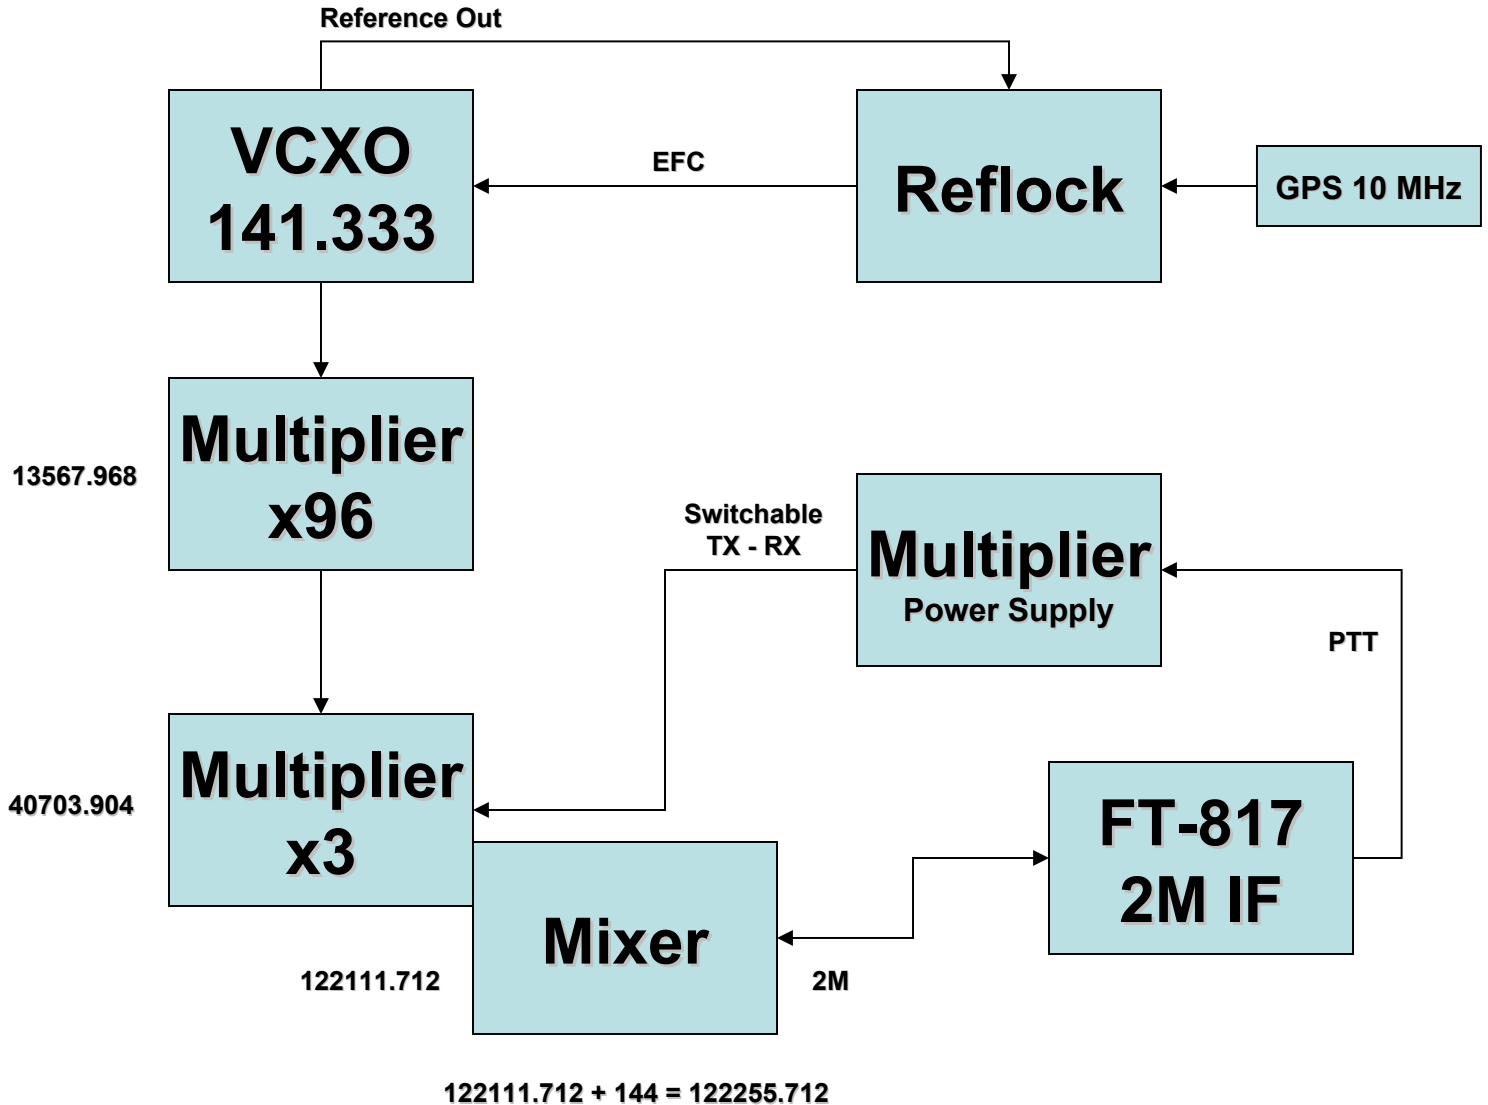 Reference Out
VCXO
141.333
EFC
Reflock
GPS 10 MHz
Multiplier
x96
13567.968
Switchable
TX - RX
Multiplier
Power Supply
PTT
Multiplier
x3
40703.904
FT-817
2M IF
Mixer
122111.712
2M
122111.712 + 144 = 122255.712